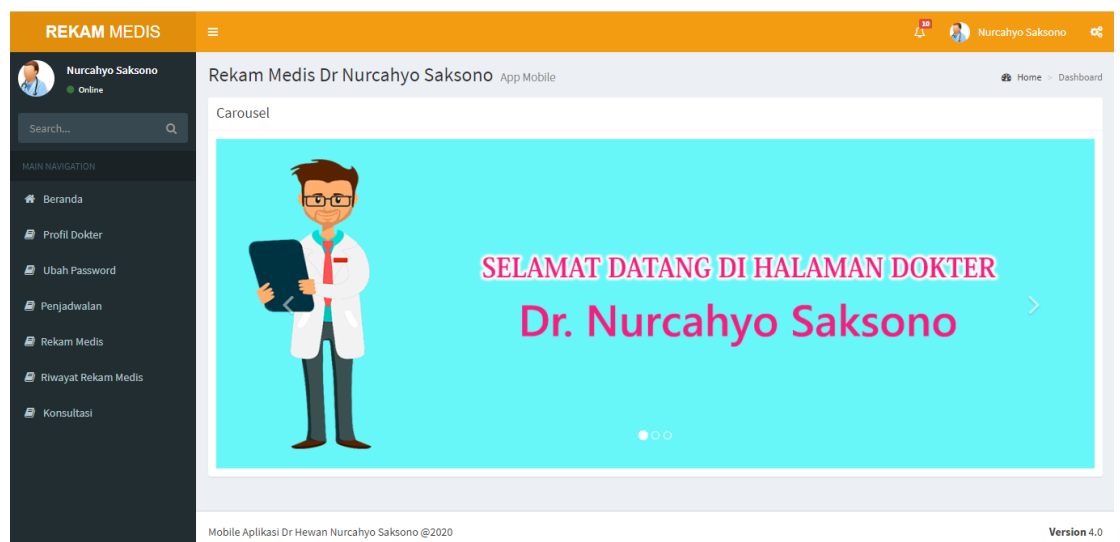 REKAM MEDIS
10
Nurcahyo Saksono
Nurcahyo Saksono
Online
Search...
MAIN NAVIGATION
Beranda
Profil Dokter
Ubah Password
Penjadwalan
Rekam Medis
Riwayat Rekam Medis
Konsultasi
Rekam Medis Dr Nurcahyo Saksono App Mobile
Home > Dashboard
Carousel
SELAMAT DATANG DI HALAMAN DOKTER
Dr. Nurcahyo Saksono
Mobile Aplikasi Dr Hewan Nurcahyo Saksono @2020
Version 4.0